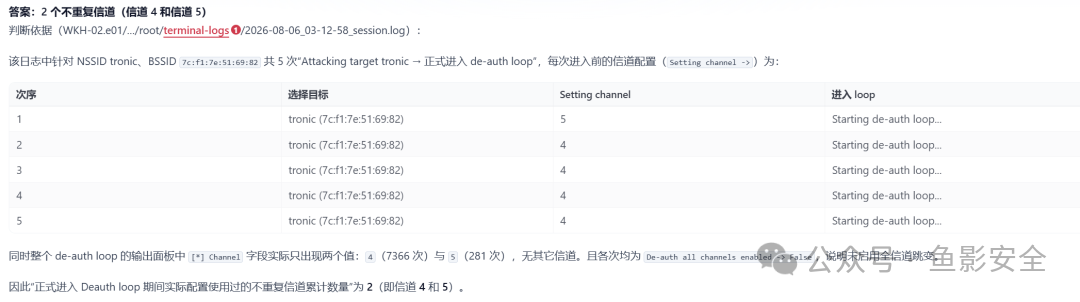 答案：2 个不重复信道（信道 4 和信道 5）
判断依据（WKH-02.e01/.../root/terminal-logs 1/2026-08-06_03-12-58_session.log）：
该日志中针对 NSSID tronic、BSSID 7c:f1:7e:51:69:82 共 5 次"Attacking target tronic → 正式进入 de-auth loop"，每次进入前的信道配置（Setting channel ->）为：
次序 选择目标 Setting channel 进入 loop
1 tronic (7c:f1:7e:51:69:82) 5 Starting de-auth loop...
2 tronic (7c:f1:7e:51:69:82) 4 Starting de-auth loop...
3 tronic (7c:f1:7e:51:69:82) 4 Starting de-auth loop...
4 tronic (7c:f1:7e:51:69:82) 4 Starting de-auth loop...
5 tronic (7c:f1:7e:51:69:82) 4 Starting de-auth loop...
同时整个 de-auth loop 的输出面板中 [*] Channel 字段实际只出现两个值：4（7366 次）与 5（281 次），无其它信道。且各次均为 De-auth all channels enabled -> False，说明未启用全信道跳变。
公众号 鱼影安全
因此"正式进入 Deauth loop 期间实际配置使用过的不重复信道累计数量"为 2（即信道 4 和 5）。